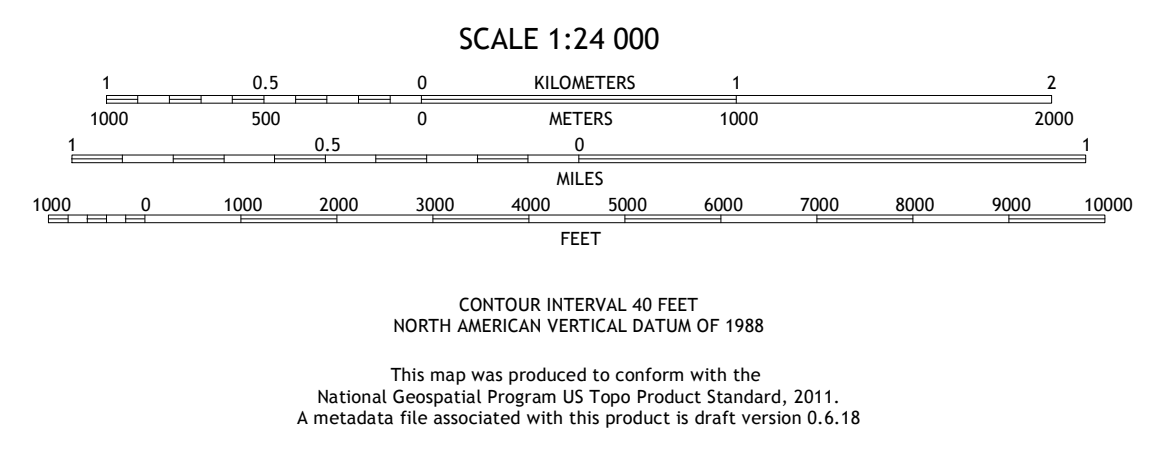 SCALE 1:24 000
1 0.5 0 KILOMETERS 1 2
1000 500 0 METERS 1000 2000
1 0.5 0 1
MILES
1000 0 1000 2000 3000 4000 5000 6000 7000 8000 9000 10000
FEET
CONTOUR INTERVAL 40 FEET
NORTH AMERICAN VERTICAL DATUM OF 1988
This map was produced to conform with the
National Geospatial Program US Topo Product Standard, 2011.
A metadata file associated with this product is draft version 0.6.18